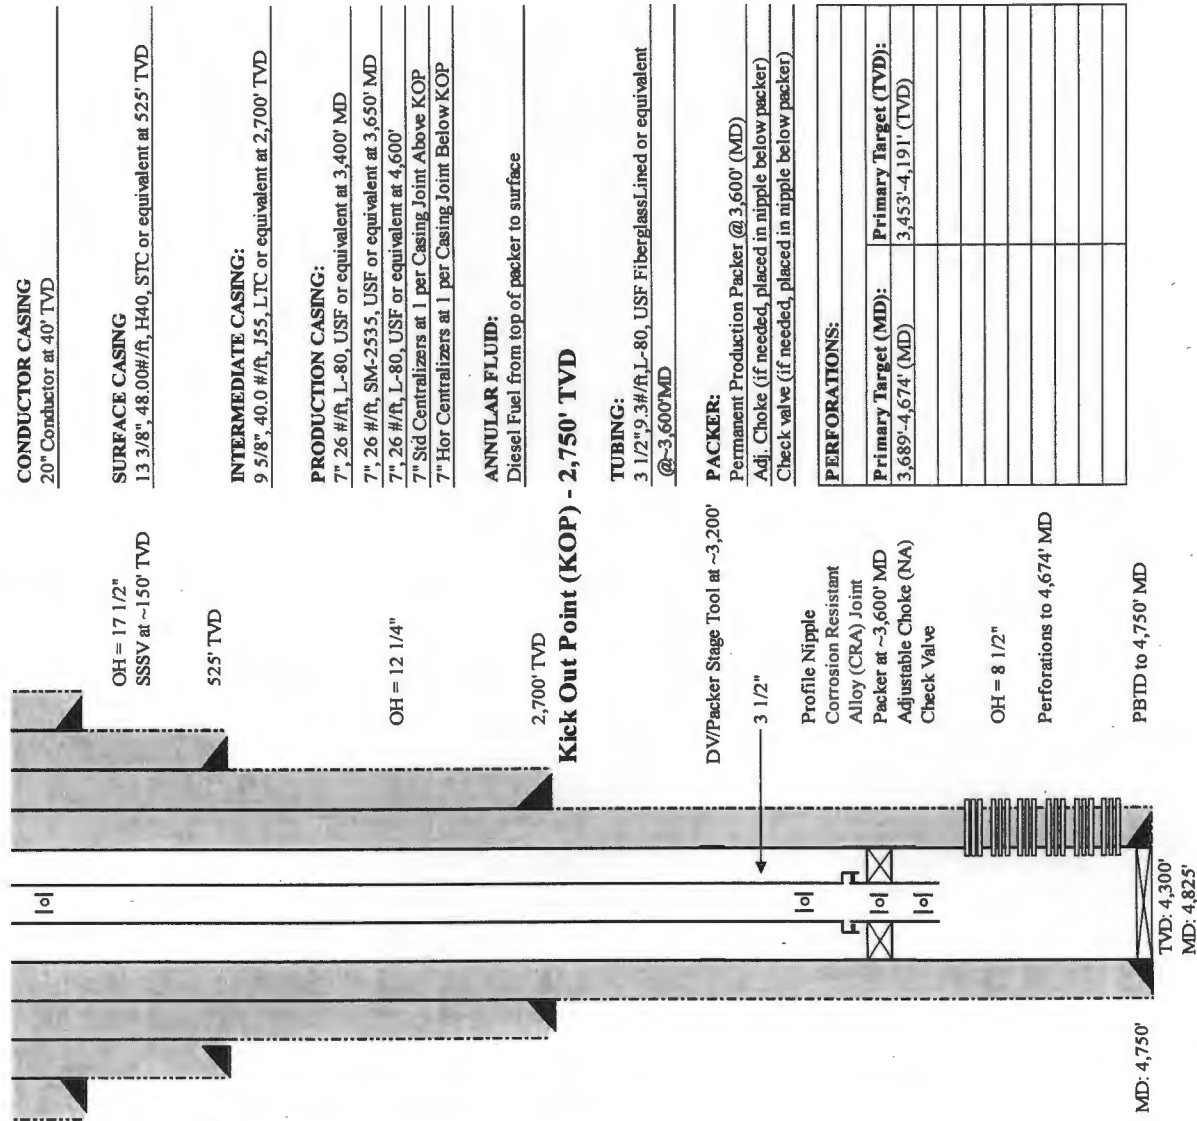 CONDUCTOR CASING
20" Conductor at 40' TVD
OH = 17 1/2"
SSSV at ~150' TVD
SURFACE CASING
13 3/8", 48.00#/ft, H40, STC or equivalent at 525' TVD
525' TVD
INTERMEDIATE CASING:
9 5/8", 40.0 #/ft, J55, LTC or equivalent at 2,700' TVD
OH = 12 1/4"
PRODUCTION CASING:
7", 26 #/ft, L-80, USF or equivalent at 3,400' MD
7", 26 #/ft, SM-2535, USF or equivalent at 3,650' MD
7", 26 #/ft, L-80, USF or equivalent at 4,600'
7" Std Centralizers at 1 per Casing Joint Above KOP
7" Hor Centralizers at 1 per Casing Joint Below KOP
ANNULAR FLUID:
Diesel Fuel from top of packer to surface
2,700' TVD
Kick Out Point (KOP) - 2,750' TVD
TUBING:
3 1/2",9.3#/ft,L-80, USF FiberglassLined or equivalent
@~3,600'MD
DV/Packer Stage Tool at ~3,200'
3 1/2"
PACKER:
Permanent Production Packer @ 3,600' (MD)
Adj. Choke (if needed, placed in nipple below packer)
Check valve (if needed, placed in nipple below packer)
Profile Nipple
Corrosion Resistant
Alloy (CRA) Joint
Packer at ~3,600' MD
Adjustable Choke (NA)
Check Valve
PERFORATIONS:
Primary Target (MD): Primary Target (TVD):
3,689'-4,674' (MD) 3,453'-4,191' (TVD)
OH = 8 1/2"
Perforations to 4,674' MD
PBTD to 4,750' MD
MD: 4,750'
TVD: 4,300'
MD: 4,825'